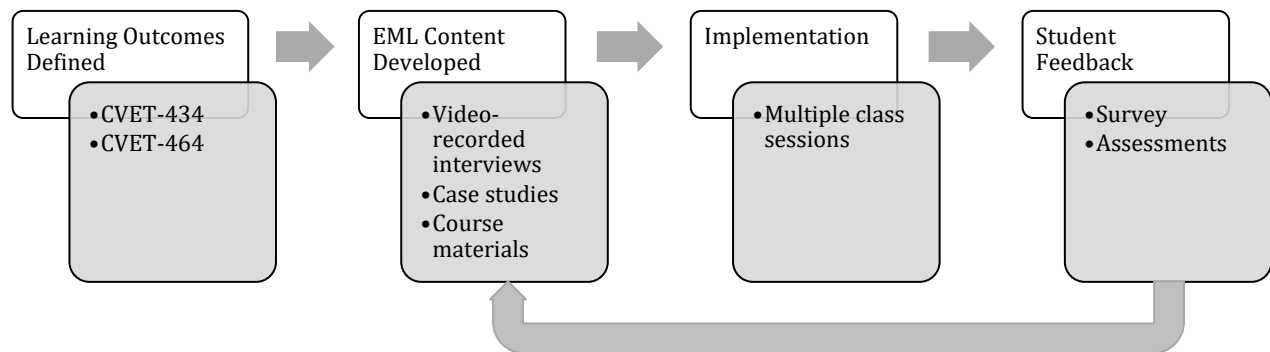 Learning Outcomes
Defined
•CVET-434
•CVET-464
EML Content
Developed
•Video-
recorded
interviews
•Case studies
•Course
materials
Implementation
•Multiple class
sessions
Student
Feedback
•Survey
•Assessments